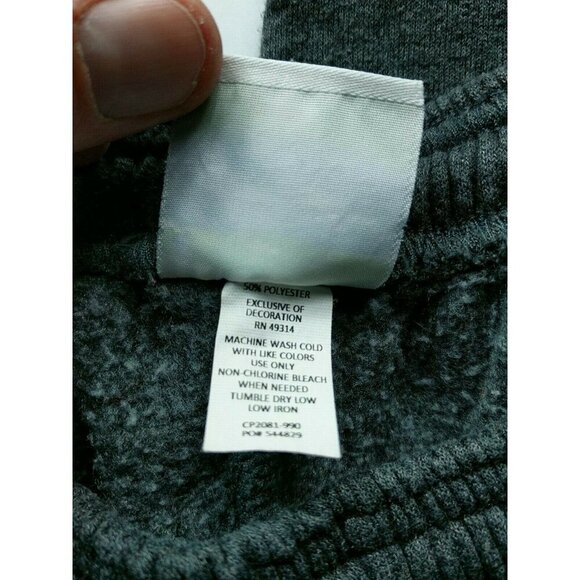 50% POLYESTER
EXCLUSIVE OF
DECORATION
RN 49314
MACHINE WASH COLD
WITH LIKE COLORS
USE ONLY
NON-CHLORINE BLEACH
WHEN NEEDED
TUMBLE DRY LOW
LOW IRON
CP2081-990
PO# 544829